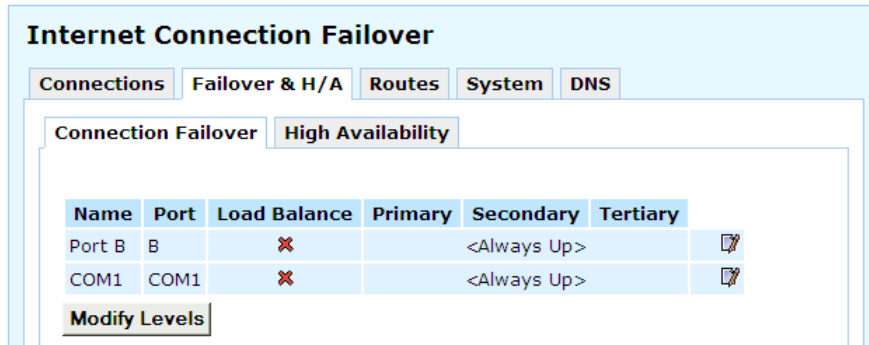 Internet Connection Failover
Connections Failover & H/A Routes System DNS
Connection Failover High Availability
Name Port Load Balance Primary Secondary Tertiary
Port B B <Always Up>
COM1 COM1 <Always Up>
Modify Levels